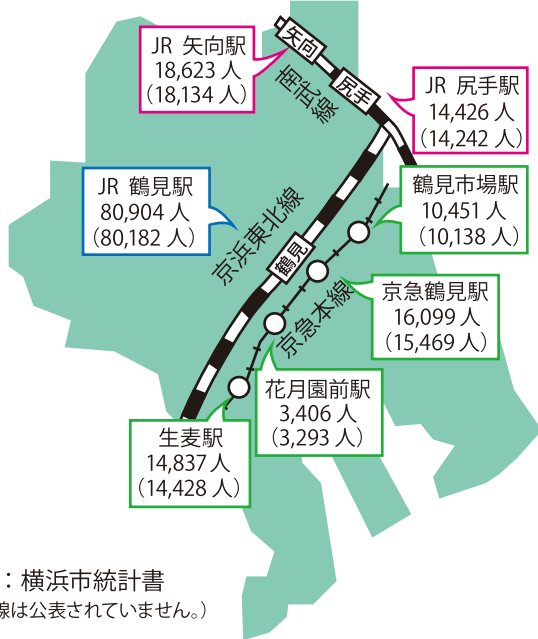 JR 矢向駅
18,623 人
（18,134 人）
矢向
尻手
南武線
JR 尻手駅
14,426 人
（14,242 人）
JR 鶴見駅
80,904 人
（80,182 人）
京浜東北線
鶴見
鶴見市場駅
10,451 人
（10,138 人）
京急鶴見駅
16,099 人
（15,469 人）
京急本線
花月園前駅
3,406 人
（3,293 人）
生麦駅
14,837 人
（14,428 人）
：横浜市統計書
線は公表されていません。）